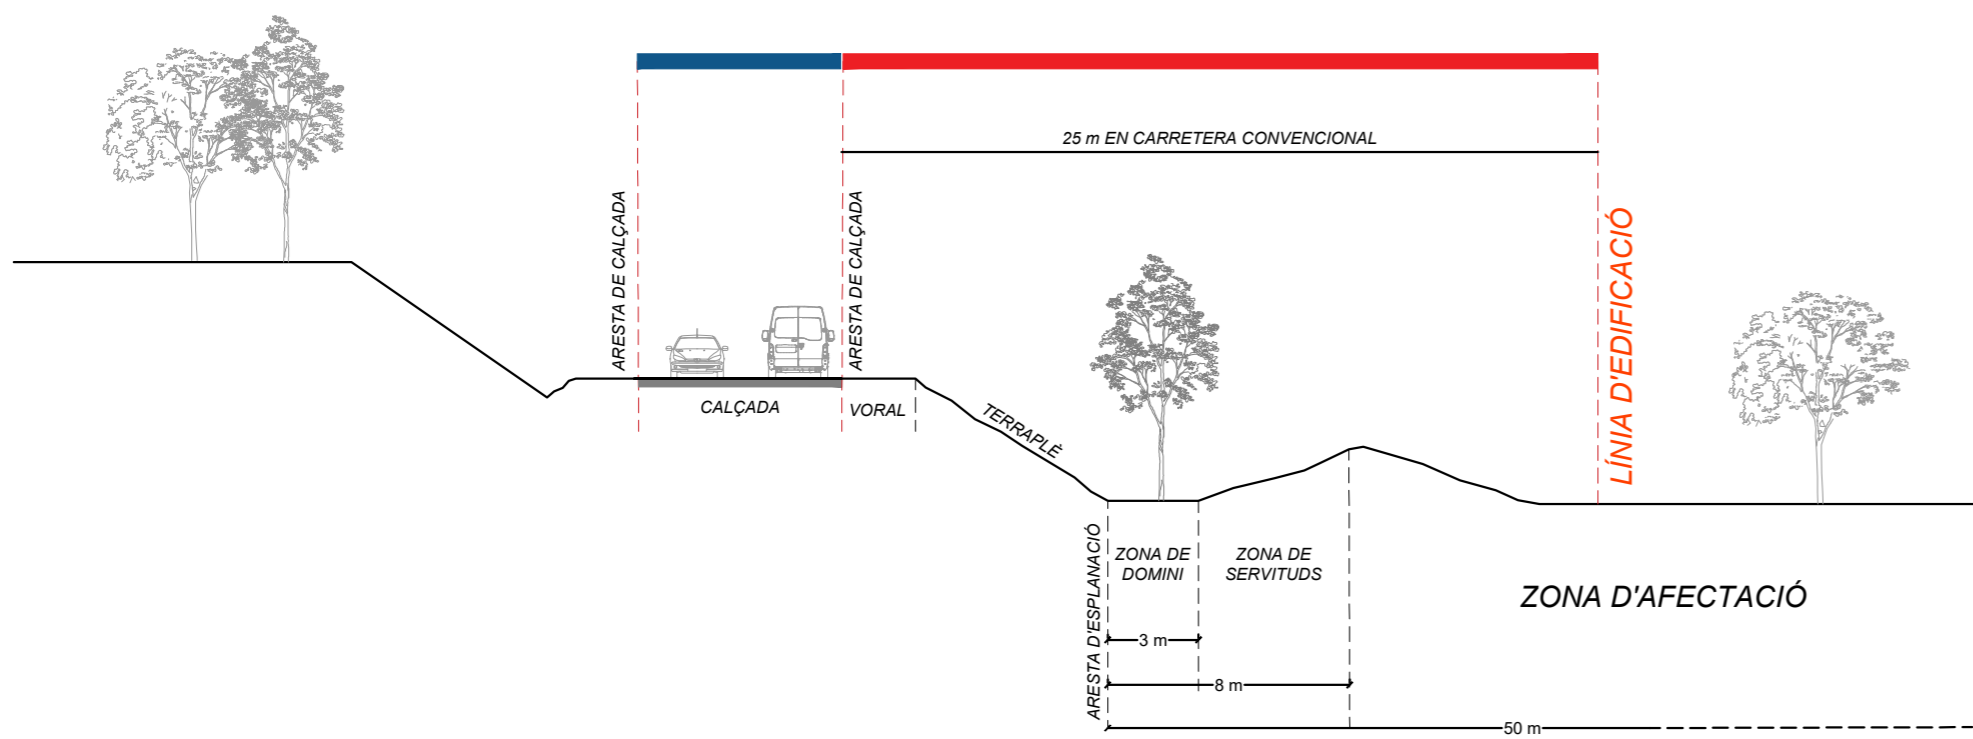 25 m EN CARRETERA CONVENCIONAL
ARESTA DE CALÇADA
ARESTA DE CALÇADA
LÍNIA D'EDIFICACIÓ
CALÇADA
VORAL
TERRAPLÈ
ARESTA D'ESPLANACIÓ
ZONA DE
DOMINI
ZONA DE
SERVITUDS
ZONA D'AFECTACIÓ
3 m
8 m
50 m